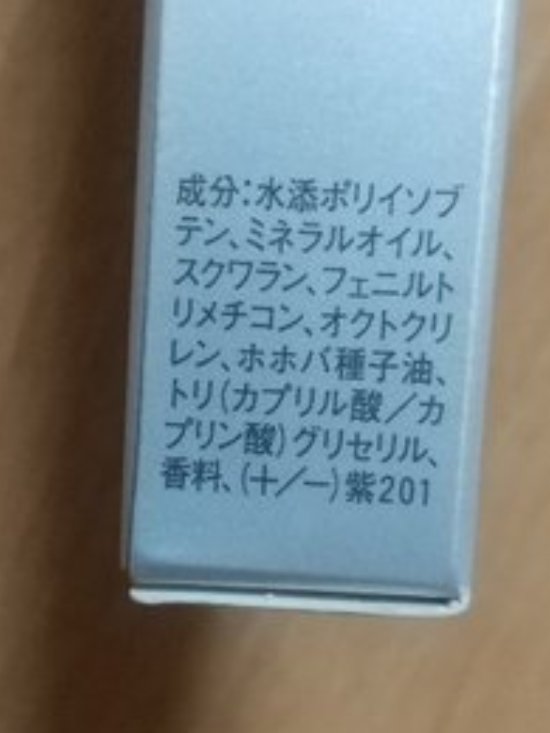 成分:水添ポリイソブ
テン、ミネラルオイル、
スクワラン、フェニルト
リメチコン、オクトクリ
レン、ホホバ種子油、
トリ(カプリル酸/カ
プリン酸)グリセリル、
香料、(+/−)紫201